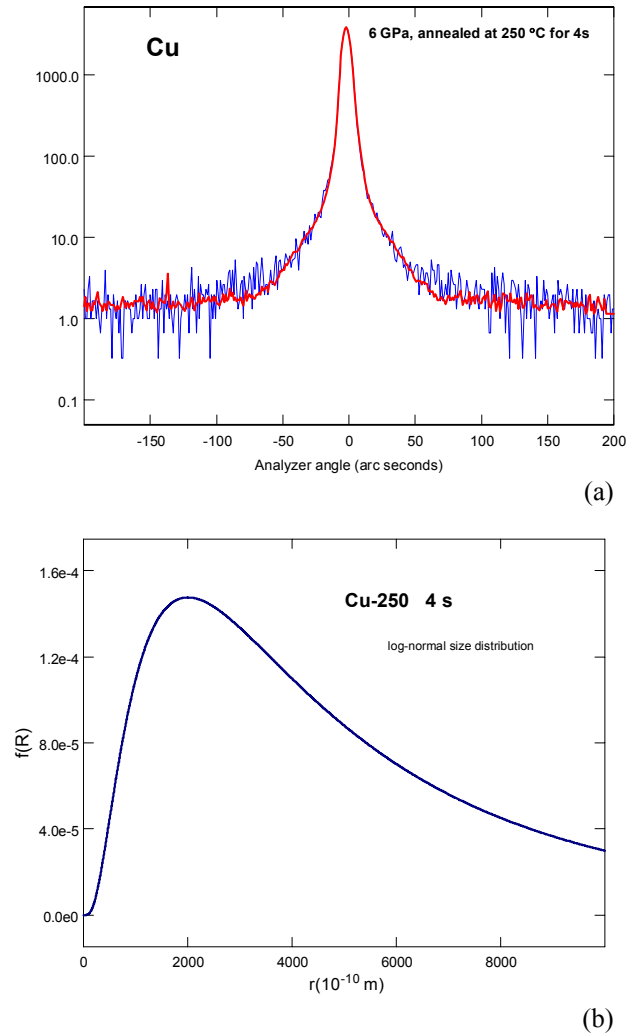 Cu
6 GPa, annealed at 250 ºC for 4s
1000.0
100.0
10.0
1.0
0.1
-150 -100 -50 0 50 100 150 200
Analyzer angle (arc seconds)
(a)
1.6e-4
Cu-250 4 s
log-normal size distribution
1.2e-4
f(R)
8.0e-5
4.0e-5
0.0e0
0 2000 4000 6000 8000
r(10⁻¹⁰ m)
(b)